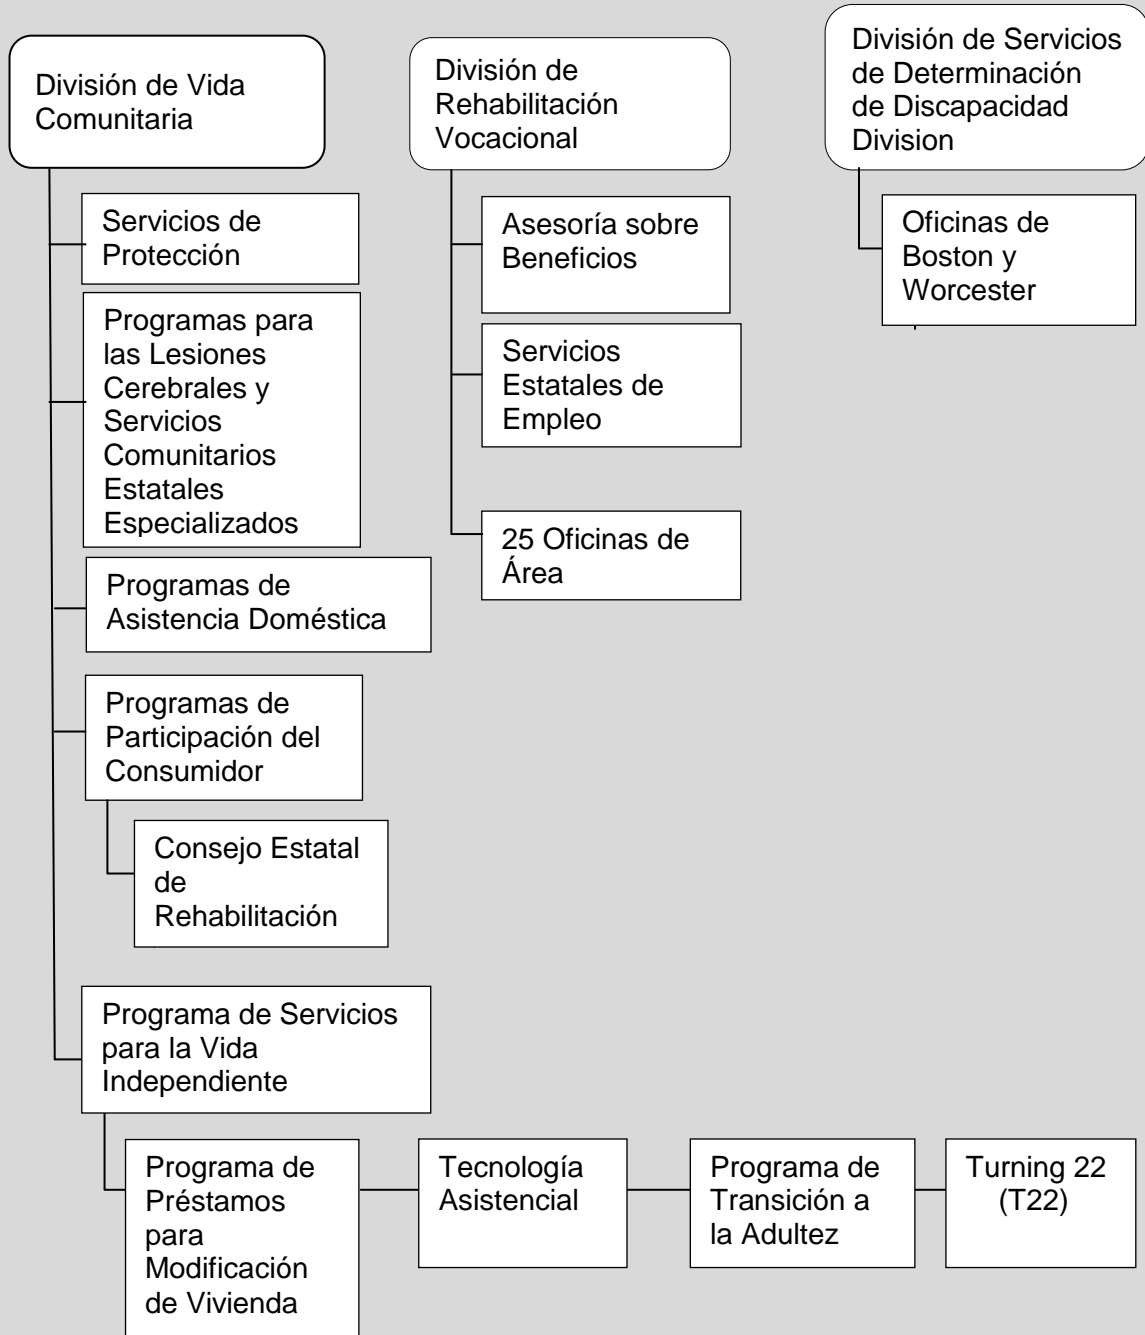 División de Vida
Comunitaria
Servicios de
Protección
Programas para
las Lesiones
Cerebrales y
Servicios
Comunitarios
Estatales
Especializados
Programas de
Asistencia Doméstica
Programas de
Participación del
Consumidor
Consejo Estatal
de
Rehabilitación
Programa de Servicios
para la Vida
Independiente
Programa de
Préstamos
para
Modificación
de Vivienda
Tecnología
Asistencial
Programa de
Transición a
la Adultez
Turning 22
(T22)
División de
Rehabilitación
Vocacional
Asesoría sobre
Beneficios
Servicios
Estatales de
Empleo
25 Oficinas de
Área
División de Servicios
de Determinación
de Discapacidad
Division
Oficinas de
Boston y
Worcester